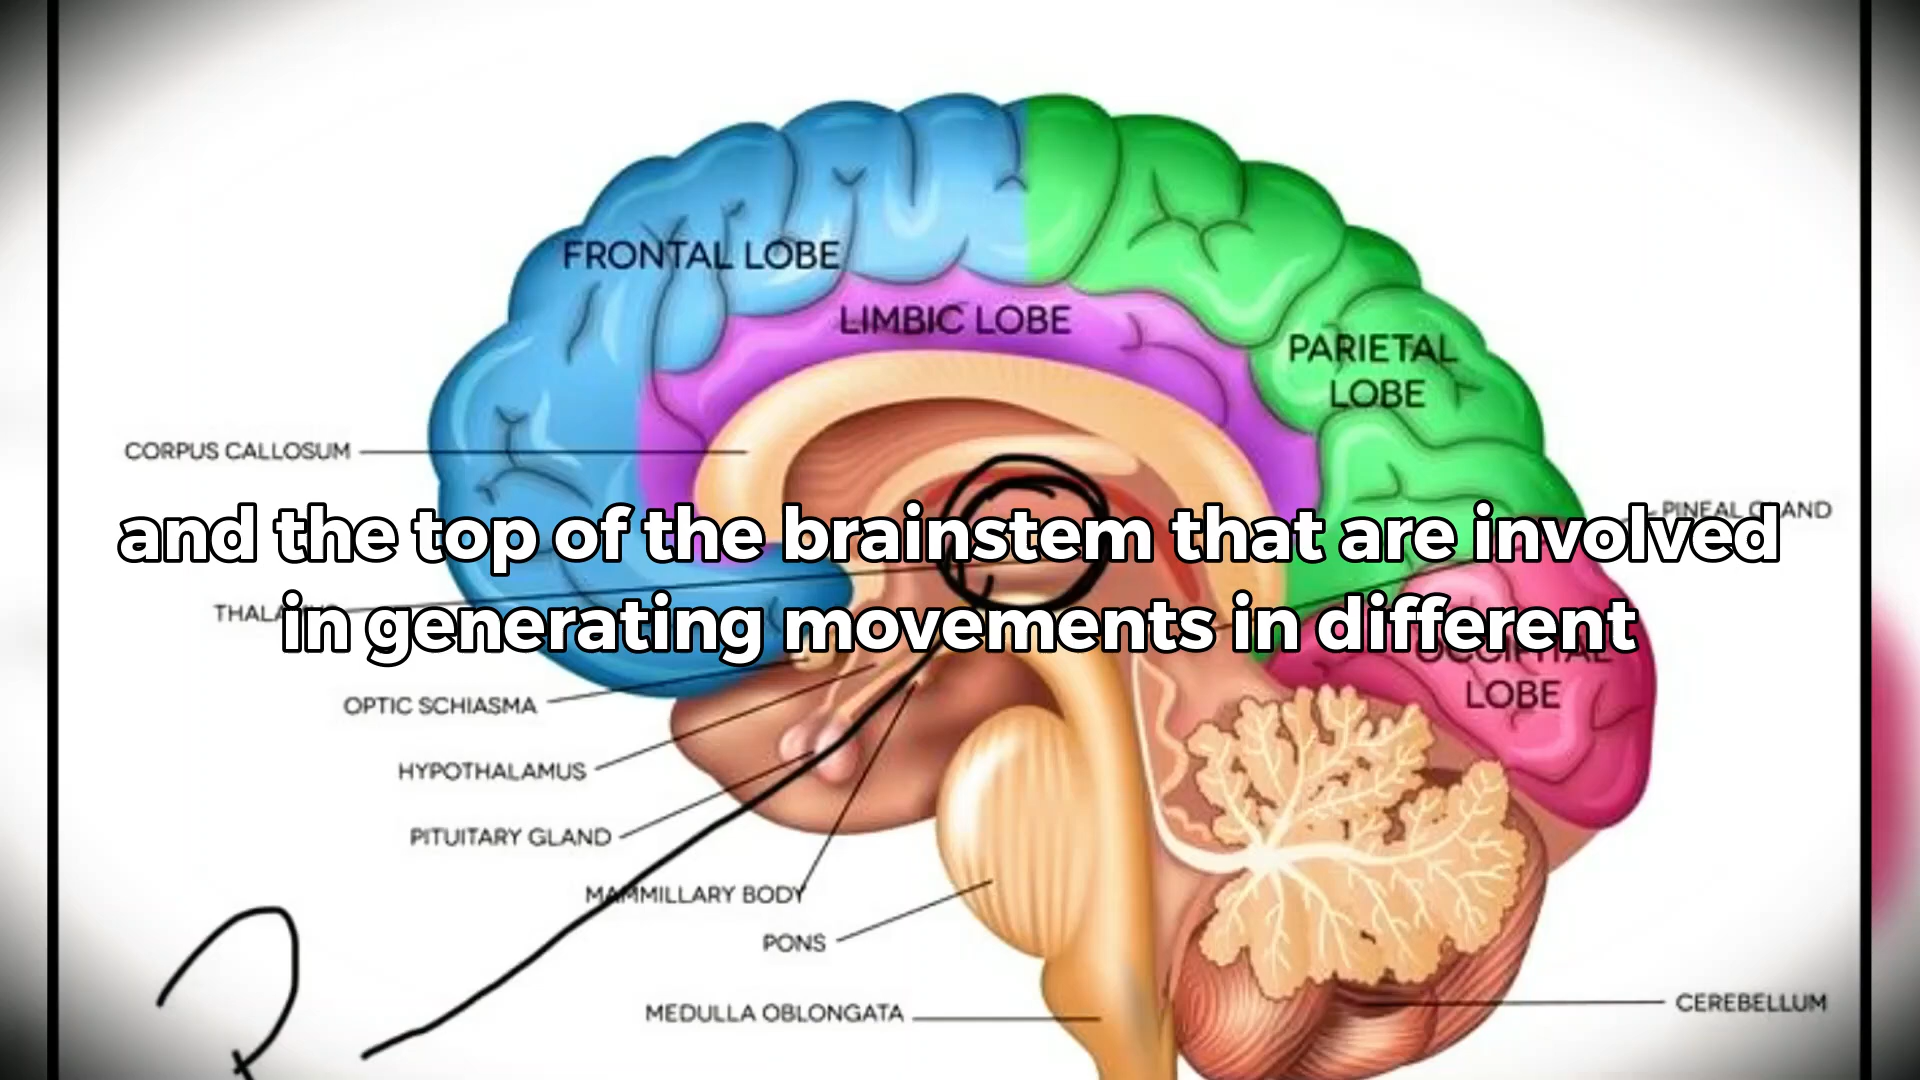 FRONTAL LOBE
LIMBIC LOBE
PARIETAL
LOBE
CORPUS CALLOSUM
and the top of the brainstem that are involved
in generating movements in different
OPTIC SCHIASMA
LOBE
HYPOTHALAMUS
PITUITARY GLAND
MAMMILLARY BODY
PONS
MEDULLA OBLONGATA
CEREBELLUM